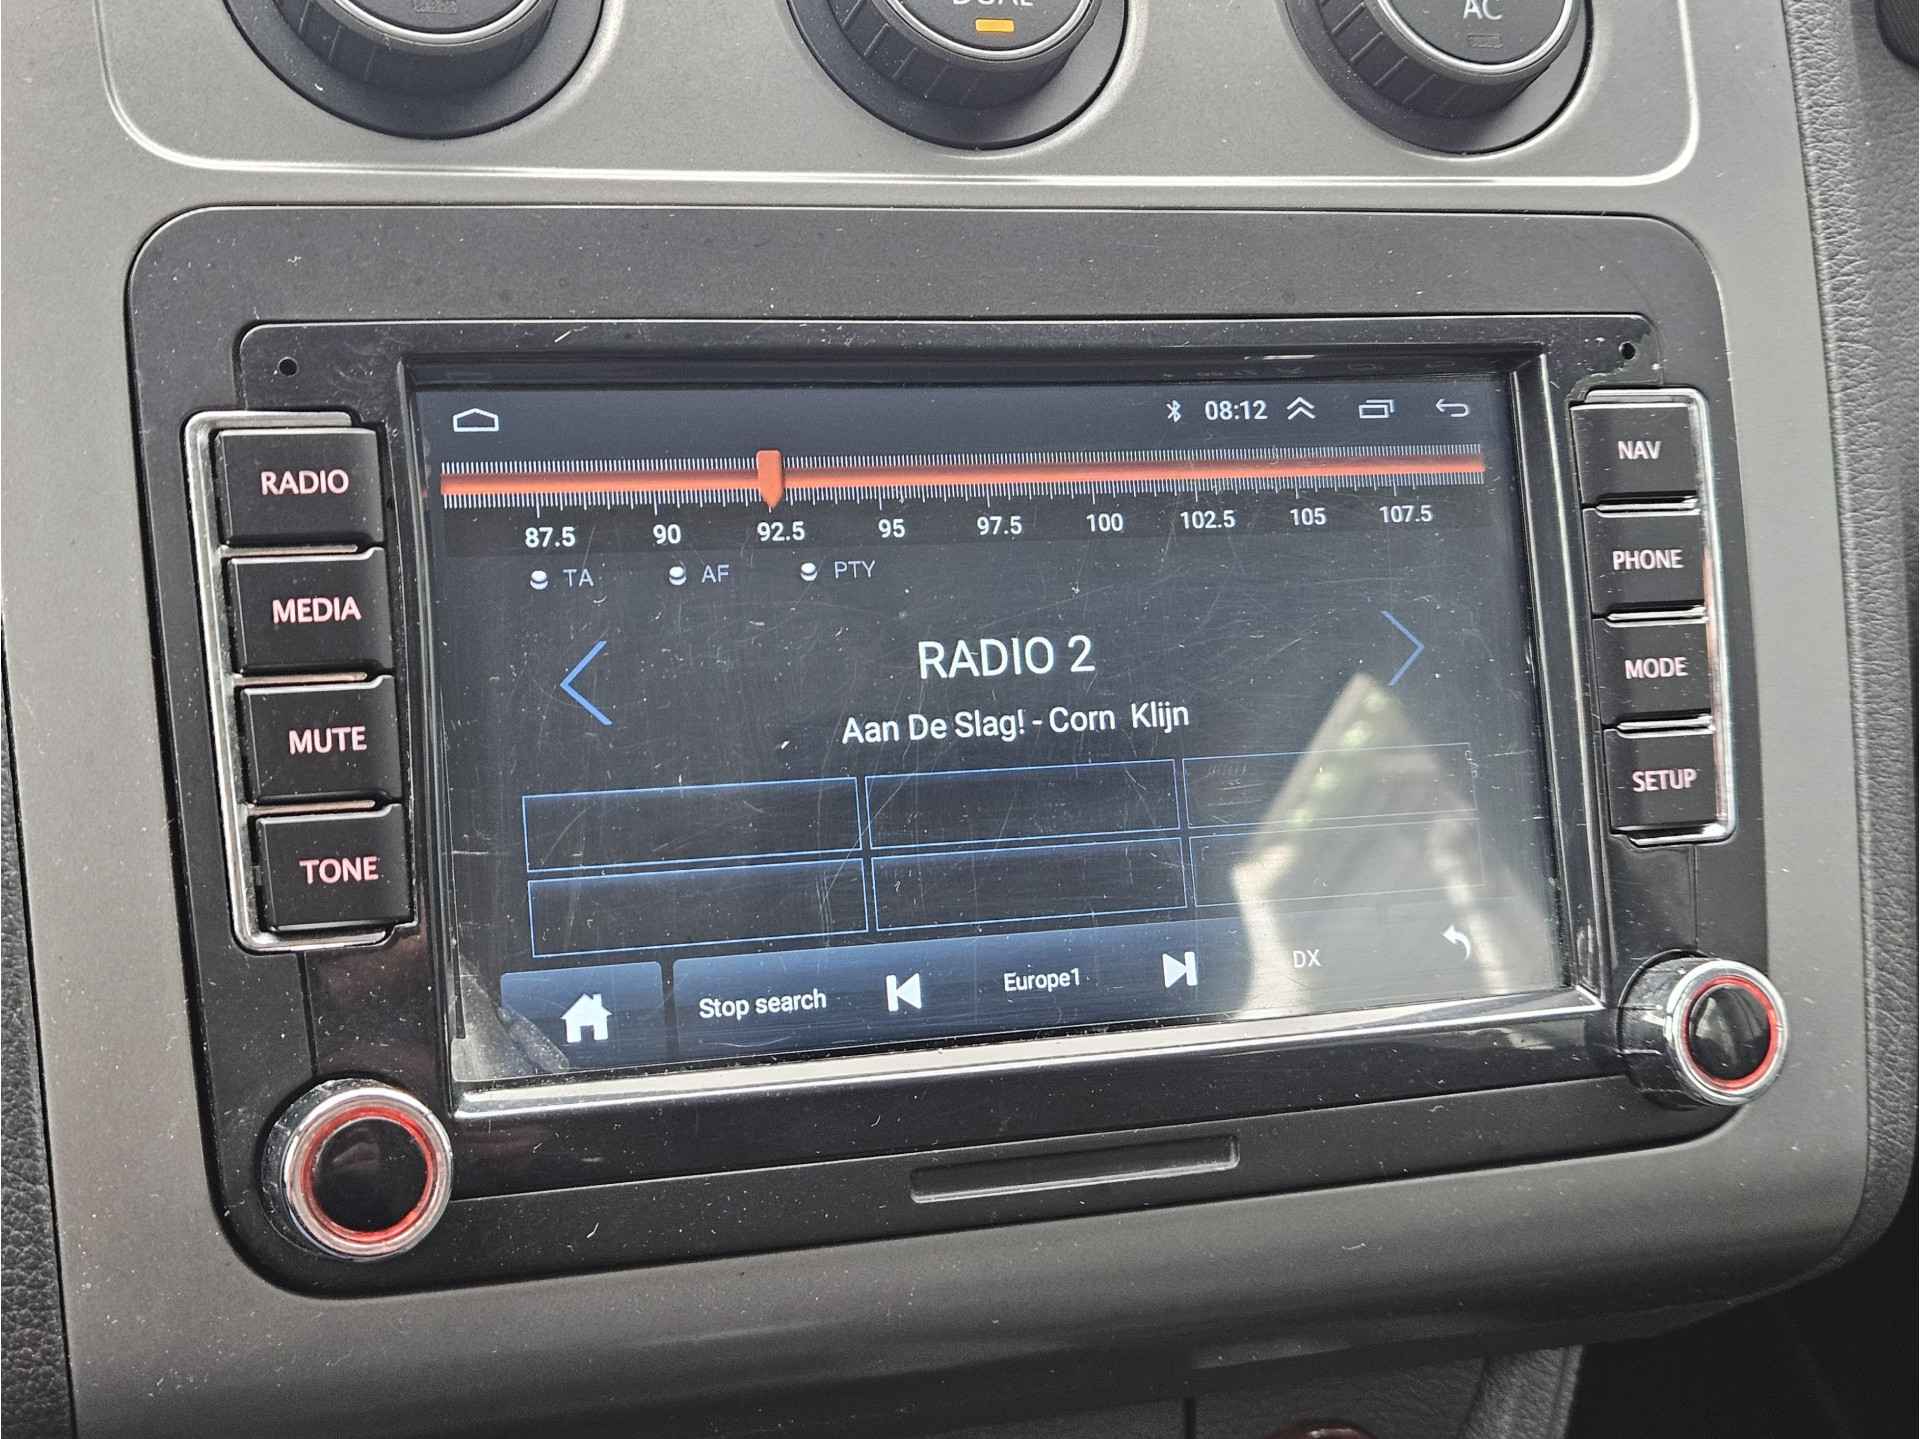 DUAL
AC
08:12
87.5 90 92.5 95 97.5 100 102.5 105 107.5
TA AF PTY
RADIO 2
Aan De Slag! - Corn Klijn
Stop search Europe1 DX
RADIO
MEDIA
MUTE
TONE
NAV
PHONE
MODE
SETUP